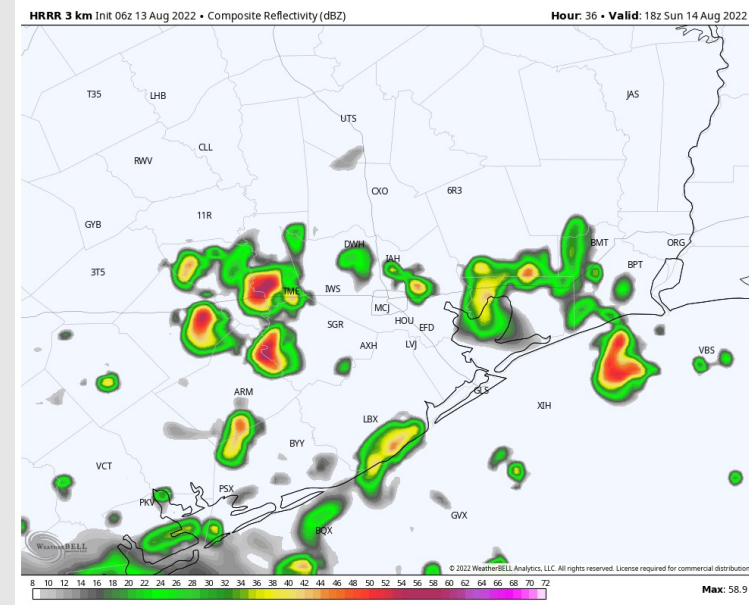 HRRR 3 km Init 06z 13 Aug 2022 • Composite Reflectivity (dBZ)
Hour: 36 • Valid: 18z Sun 14 Aug 2022
T35
LHB
JAS
UTS
CLL
RWV
CXO
6R3
11R
GYB
DWH
BMT
ORG
IAH
BPT
3T5
TME
IWS
MCJ
HOU
EFD
SGR
AXH
LVJ
VBS
ARM
GLS
XIH
LBX
BYY
VCT
PSX
PKV
GVX
BQX
WEATHERBELL
© 2022 WeatherBELL Analytics, LLC. All rights reserved. License required for commercial distribution
8 10 12 14 16 18 20 22 24 26 28 30 32 34 36 38 40 42 44 46 48 50 52 54 56 58 60 62 64 66 68 70 72
Max: 58.9